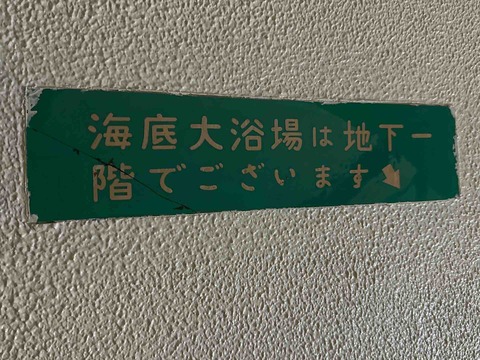 海底大浴場は地下一
階でございます➘